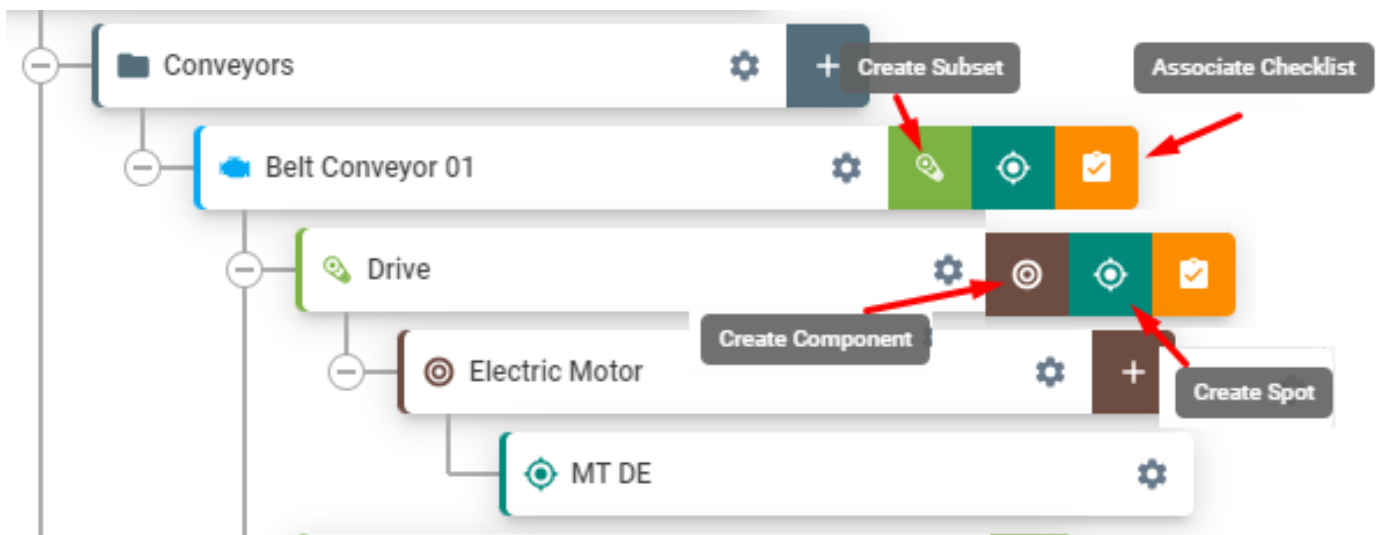 Conveyors
Create Subset
Associate Checklist
Belt Conveyor 01
Drive
Create Component
Electric Motor
Create Spot
MT DE